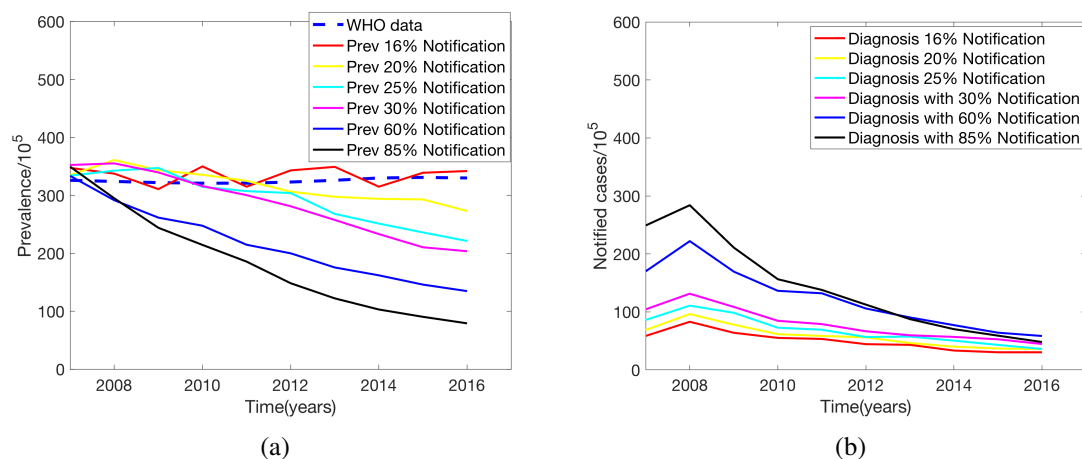 600
500
400
300
200
100
0
Prevalence/10^5
2008
2010
2012
2014
2016
Time(years)
WHO data
Prev 16% Notification
Prev 20% Notification
Prev 25% Notification
Prev 30% Notification
Prev 60% Notification
Prev 85% Notification
(a)
600
500
400
300
200
100
0
Notified cases/10^5
2008
2010
2012
2014
2016
Time(years)
Diagnosis 16% Notification
Diagnosis 20% Notification
Diagnosis 25% Notification
Diagnosis with 30% Notification
Diagnosis with 60% Notification
Diagnosis with 85% Notification
(b)